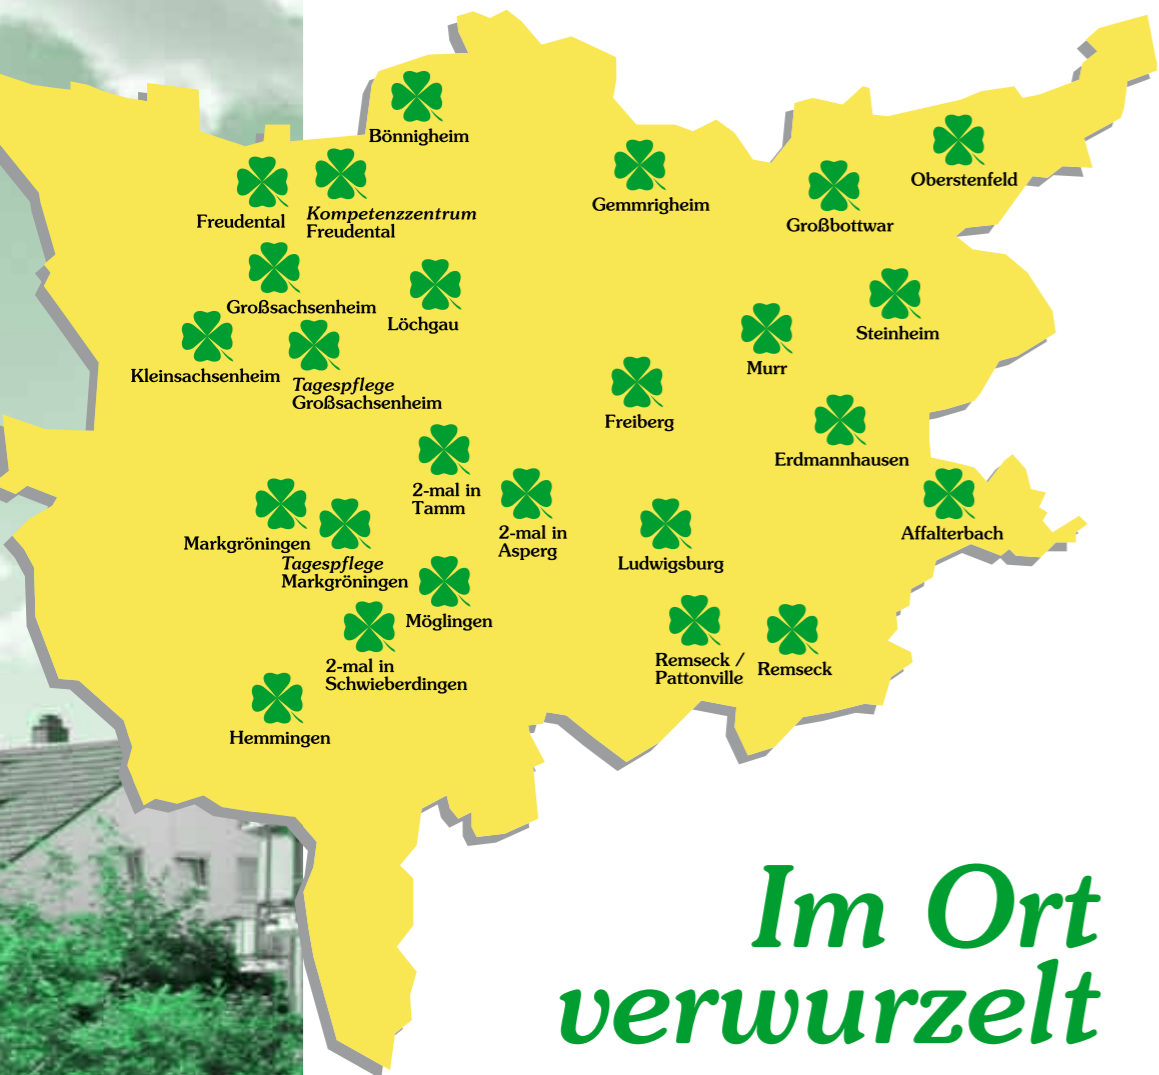 Bönnigheim
Oberstenfeld
Gemmrigheim
Großbottwar
Freudental
Kompetenzzentrum
Freudental
Großsachsenheim
Löchgau
Steinheim
Murr
Kleinsachsenheim
Tagespflege
Großsachsenheim
Freiberg
Erdmannhausen
2-mal in
Tamm
2-mal in
Asperg
Affalterbach
Markgröningen
Tagespflege
Markgröningen
Ludwigsburg
Möglingen
2-mal in
Schwieberdingen
Remseck /
Pattonville
Remseck
Hemmingen
Im Ort
verwurzelt